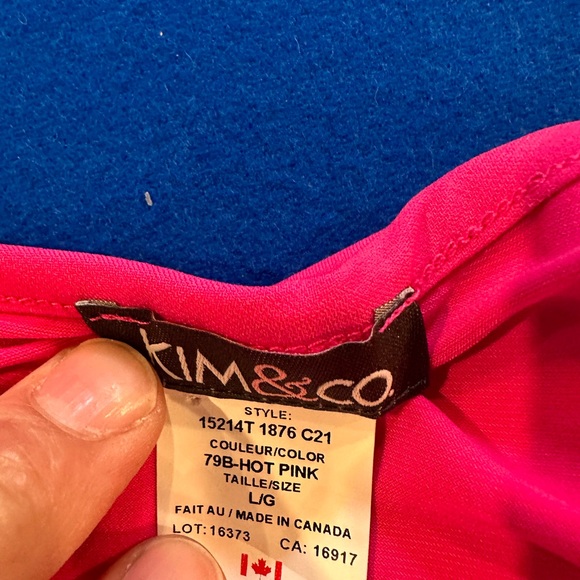 KIM&CO.
STYLE:
15214T 1876 C21
COULEUR/COLOR
79B-HOT PINK
TAILLE/SIZE
L/G
FAIT AU / MADE IN CANADA
LOT: 16373 CA: 16917